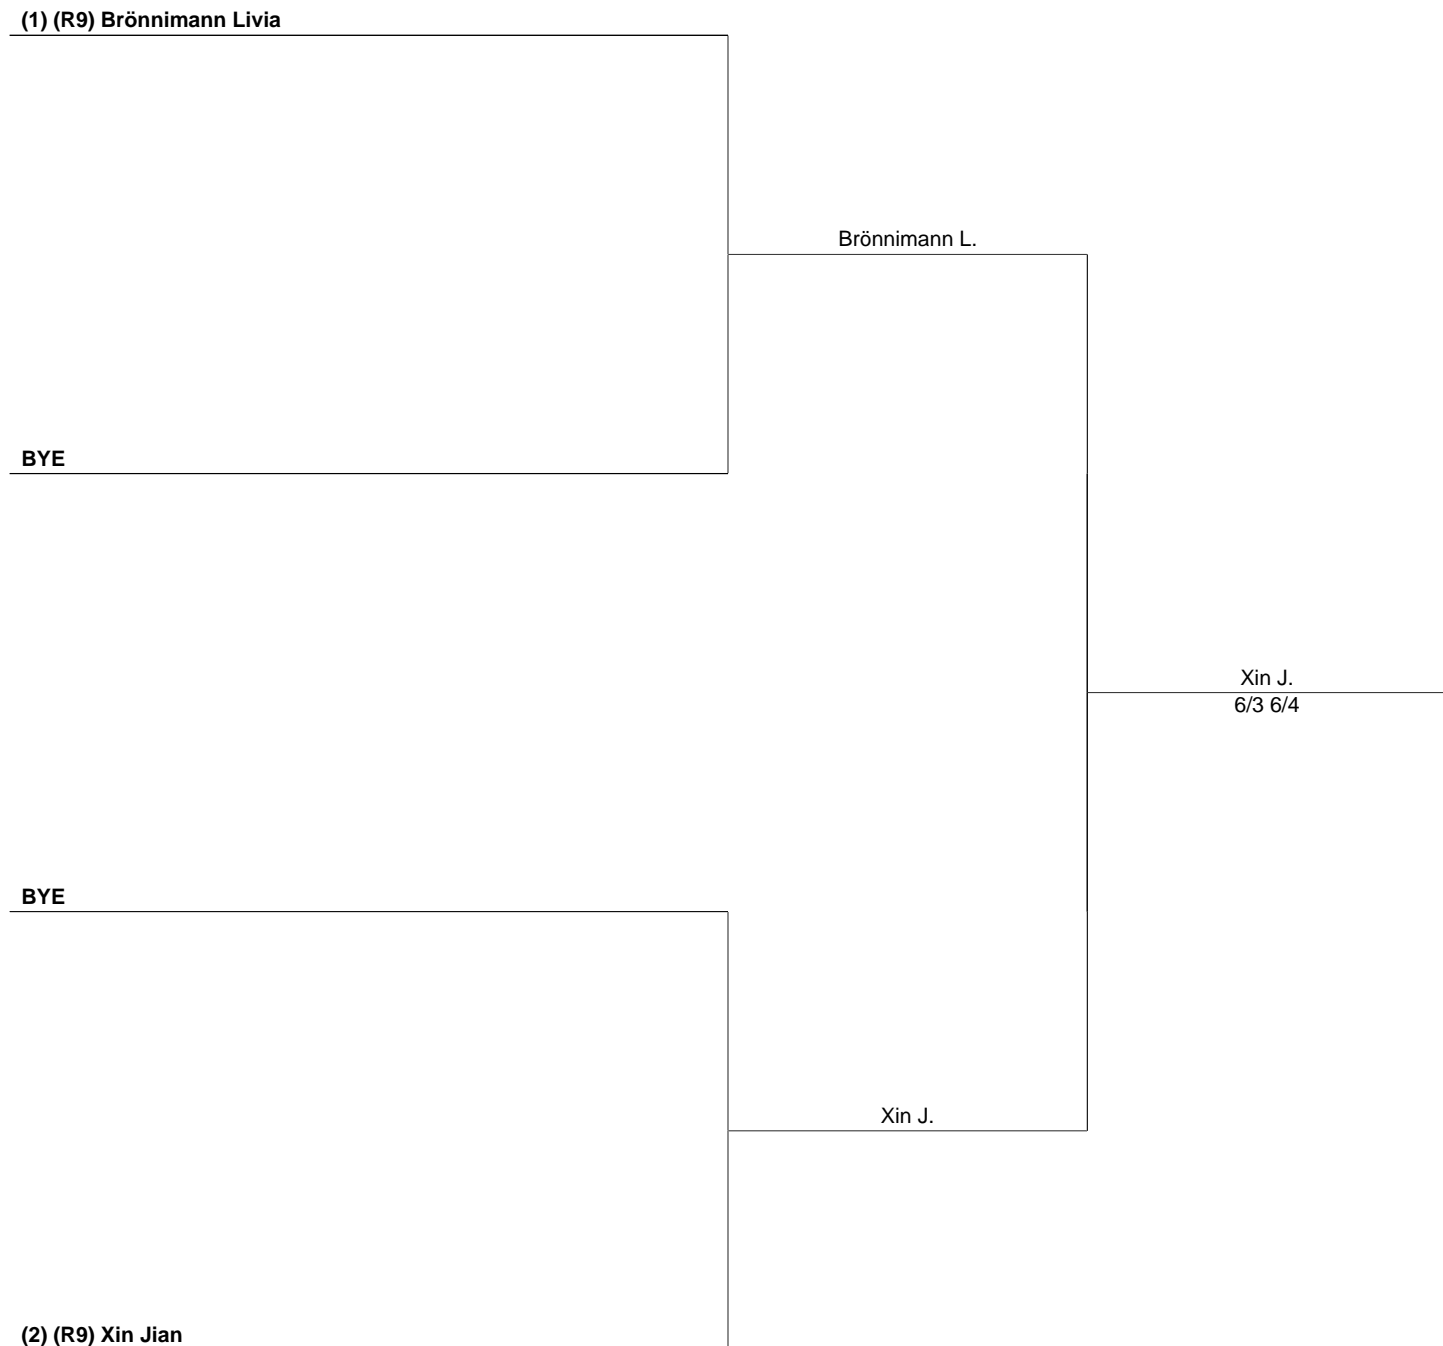 (1) (R9) Brönnimann Livia
Brönnimann L.
BYE
Xin J.
6/3 6/4
BYE
Xin J.
(2) (R9) Xin Jian